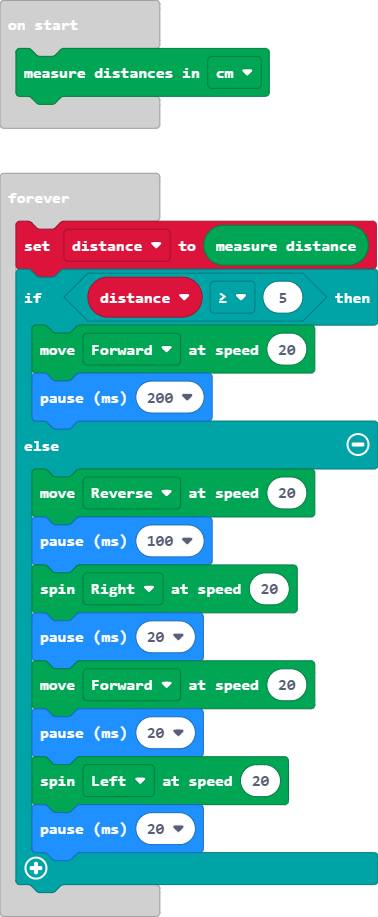 on start
measure distances in cm
forever
set distance to measure distance
if distance ≥ 5 then
move Forward at speed 20
pause (ms) 200
else
move Reverse at speed 20
pause (ms) 100
spin Right at speed 20
pause (ms) 20
move Forward at speed 20
pause (ms) 20
spin Left at speed 20
pause (ms) 20